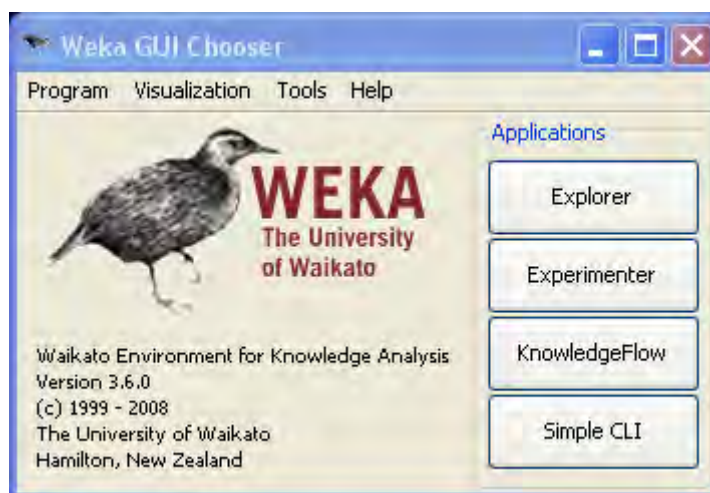 Weka GUI Chooser
Program Visualization Tools Help
WEKA
The University
of Waikato
Waikato Environment for Knowledge Analysis
Version 3.6.0
(c) 1999 - 2008
The University of Waikato
Hamilton, New Zealand
Applications
Explorer
Experimenter
KnowledgeFlow
Simple CLI